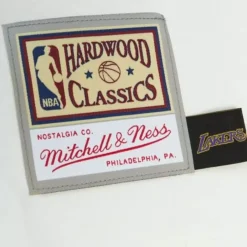 HARDWOOD
CLASSICS
NBA
NOSTALGIA CO.
Mitchell & Ness
PHILADELPHIA, PA.
LAKERS